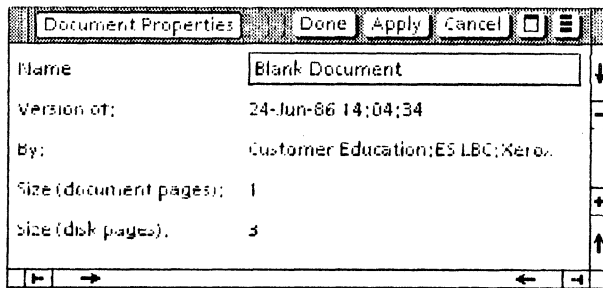 Document Properties Done Apply Cancel
Name Blank Document
Version of: 24-Jun-86 14:04:34
By: Customer Education:ES LBC:Xerox
Size (document pages): 1
Size (disk pages): 3